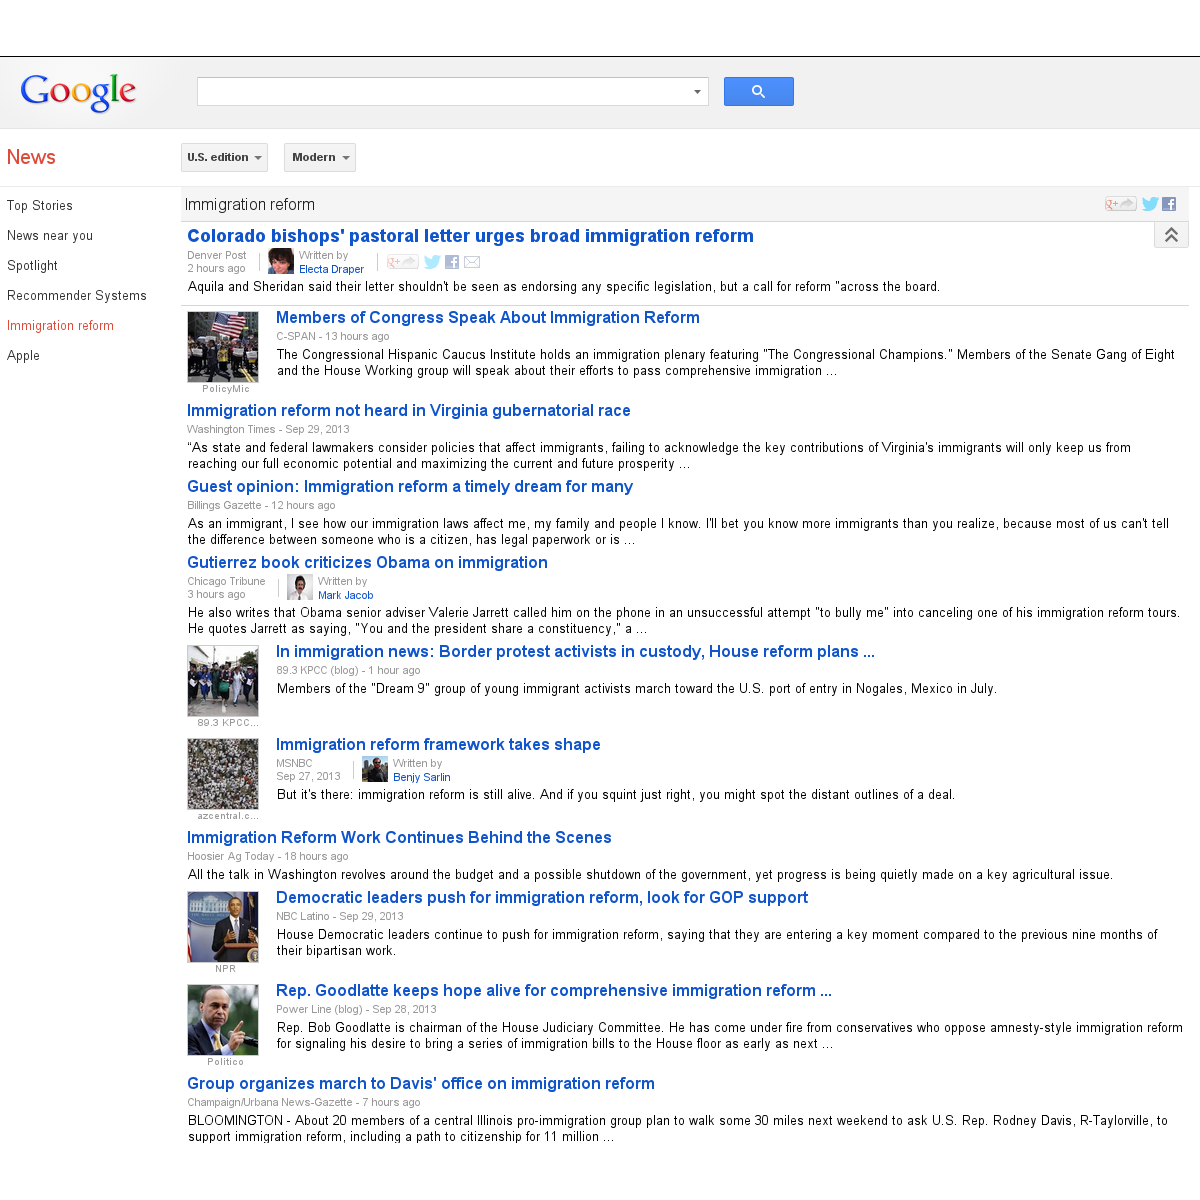 Google
News
U.S. edition
Modern
Top Stories
News near you
Spotlight
Recommender Systems
Immigration reform
Apple
Immigration reform
Colorado bishops' pastoral letter urges broad immigration reform
Denver Post
2 hours ago
Written by
Electa Draper
Aquila and Sheridan said their letter shouldn't be seen as endorsing any specific legislation, but a call for reform "across the board.
Members of Congress Speak About Immigration Reform
C-SPAN - 13 hours ago
The Congressional Hispanic Caucus Institute holds an immigration plenary featuring "The Congressional Champions." Members of the Senate Gang of Eight
and the House Working group will speak about their efforts to pass comprehensive immigration ...
PolicyMic
Immigration reform not heard in Virginia gubernatorial race
Washington Times - Sep 29, 2013
“As state and federal lawmakers consider policies that affect immigrants, failing to acknowledge the key contributions of Virginia's immigrants will only keep us from
reaching our full economic potential and maximizing the current and future prosperity ...
Guest opinion: Immigration reform a timely dream for many
Billings Gazette - 12 hours ago
As an immigrant, I see how our immigration laws affect me, my family and people I know. I'll bet you know more immigrants than you realize, because most of us can't tell
the difference between someone who is a citizen, has legal paperwork or is ...
Gutierrez book criticizes Obama on immigration
Chicago Tribune
3 hours ago
Written by
Mark Jacob
He also writes that Obama senior adviser Valerie Jarrett called him on the phone in an unsuccessful attempt "to bully me" into canceling one of his immigration reform tours.
He quotes Jarrett as saying, "You and the president share a constituency," a ...
In immigration news: Border protest activists in custody, House reform plans ...
89.3 KPCC (blog) - 1 hour ago
Members of the "Dream 9" group of young immigrant activists march toward the U.S. port of entry in Nogales, Mexico in July.
89.3 KPCC...
Immigration reform framework takes shape
MSNBC
Sep 27, 2013
Written by
Benjy Sarlin
But it's there: immigration reform is still alive. And if you squint just right, you might spot the distant outlines of a deal.
azcentral.c...
Immigration Reform Work Continues Behind the Scenes
Hoosier Ag Today - 18 hours ago
All the talk in Washington revolves around the budget and a possible shutdown of the government, yet progress is being quietly made on a key agricultural issue.
Democratic leaders push for immigration reform, look for GOP support
NBC Latino - Sep 29, 2013
House Democratic leaders continue to push for immigration reform, saying that they are entering a key moment compared to the previous nine months of
their bipartisan work.
NPR
Rep. Goodlatte keeps hope alive for comprehensive immigration reform ...
Power Line (blog) - Sep 28, 2013
Rep. Bob Goodlatte is chairman of the House Judiciary Committee. He has come under fire from conservatives who oppose amnesty-style immigration reform
for signaling his desire to bring a series of immigration bills to the House floor as early as next ...
Politico
Group organizes march to Davis' office on immigration reform
Champaign/Urbana News-Gazette - 7 hours ago
BLOOMINGTON - About 20 members of a central Illinois pro-immigration group plan to walk some 30 miles next weekend to ask U.S. Rep. Rodney Davis, R-Taylorville, to
support immigration reform, including a path to citizenship for 11 million ...